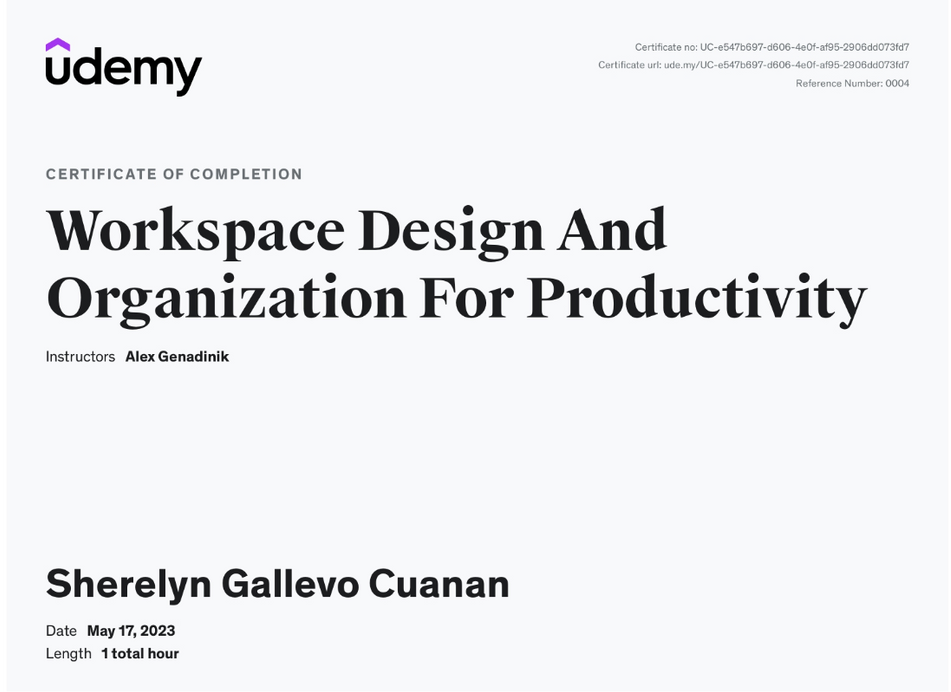 udemy
Certificate no: UC-e547b697-d606-4e0f-af95-2906dd073fd7
Certificate url: ude.my/UC-e547b697-d606-4e0f-af95-2906dd073fd7
Reference Number: 0004
CERTIFICATE OF COMPLETION
Workspace Design And
Organization For Productivity
Instructors Alex Genadinik
Sherelyn Gallevo Cuanan
Date May 17, 2023
Length 1 total hour